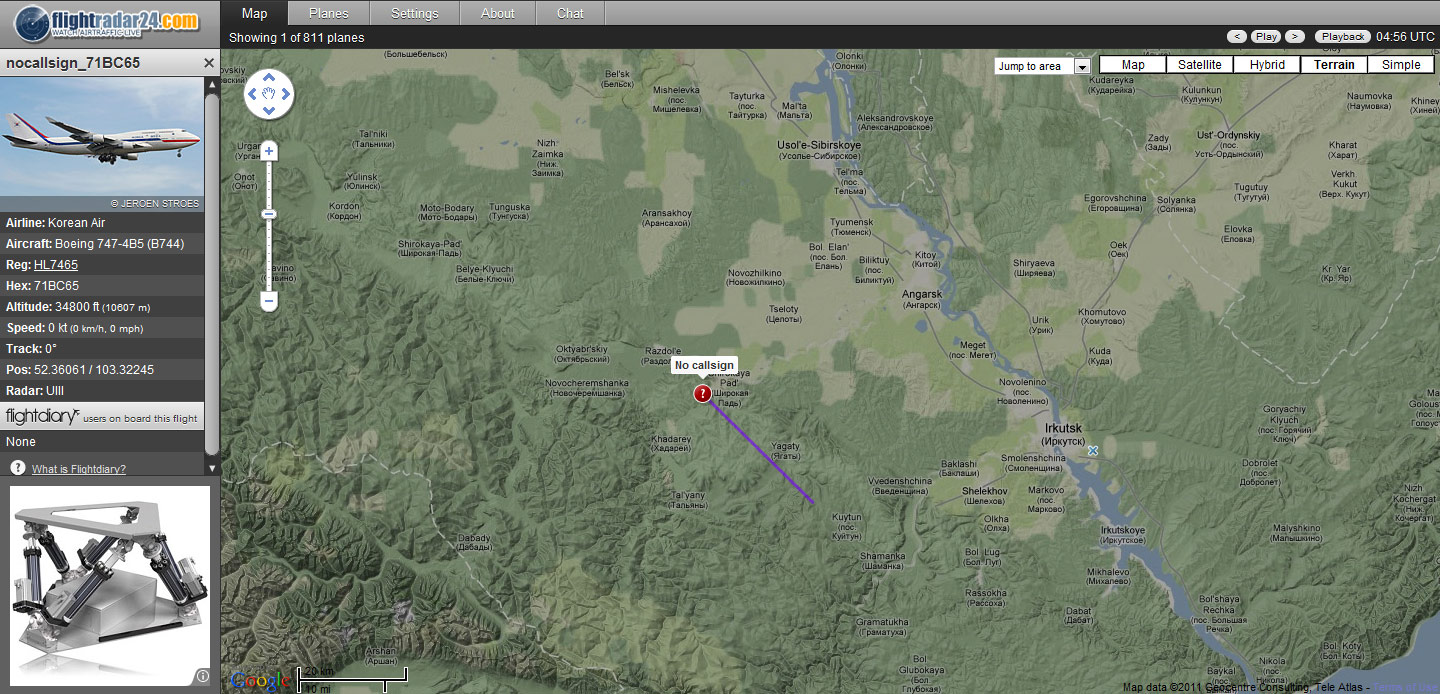 flightradar24.com
WATCH AIRTRAFFIC LIVE
Map
Planes
Settings
About
Chat
Showing 1 of 811 planes
<
Play
>
Playback
04:56 UTC
nocallsign_71BC65
© JEROEN STROES
Airline: Korean Air
Aircraft: Boeing 747-4B5 (B744)
Reg: HL7465
Hex: 71BC65
Altitude: 34800 ft (10607 m)
Speed: 0 kt (0 km/h, 0 mph)
Track: 0°
Pos: 52.36061 / 103.32245
Radar: UIII
flightdiary users on board this flight
None
What is Flightdiary?
Jump to area
Map
Satellite
Hybrid
Terrain
Simple
(Большебельск)
Olonki
(Олонки)
Bel'sk
(Бельск)
Mishelevka
(пос.
Мишелевка)
Tayturka
(пос.
Тайтурка)
Mal'ta
(Мальта)
Aleksandrovskoye
(Александровское)
Kudareyka
(Кударейка)
Kulunkun
(Кулункун)
Naumovka
(Наумовка)
Tal'niki
(Тальники)
Nizh.
Zaimka
(Ниж.
Заимка)
Usol'e-Sibirskoye
(Усолье-Сибирское)
Zady
(Зады)
Ust'-Ordynskiy
(пос.
Усть-Ордынский)
Kharat
(Харат)
Onot
(Онот)
Yulinsk
(Юлинск)
Tel'ma
(пос.
Тельма)
Verkh.
Kukut
(Верх. Кукут)
Tugutuy
(Тугутуй)
Kordon
(Кордон)
Moto-Bodary
(Мото-Бодары)
Tunguska
(Тунгуска)
Aransakhoy
(Арансахой)
Egorovshchina
(Егоровщина)
Solyanka
(Солянка)
Tyumensk
(Тюменск)
Elovka
(Еловка)
Shirokaya-Pad'
(Широкая-Падь)
Bol. Elan'
(пос. Бол
Елань)
Biliktuy
(пос.
Биликтуй)
Kitoy
(Китой)
Oek
(Оек)
Belye-Klyuchi
(Белые-Ключи)
Novozhilkino
(Новожилкино)
Shiryaeva
(Ширяева)
Kr. Yar
(Кр. Яр)
Angarsk
(Ангарск)
Tseloty
(Целоты)
Urik
(Урик)
Khomutovo
(Хомутово)
Oktyabr'skiy
(Октябрьский)
Razdol'e
Meget
(пос. Мегет)
Kuda
(Куда)
No callsign
?
Pad'
(Широкая
Падь)
Novocheremshanka
(Новочеремшанка)
Novolenino
(пос.
Новоленино)
Khadarey
(Хадарей)
Yagaty
(Ягаты)
Irkutsk
(Иркутск)
Goryachiy
Klyuch
(пос. Горячий
Ключ)
Baklashi
(Баклаши)
Smolenshchina
(Смоленщина)
Dobrolet
(пос.
Добролет)
Tal'yany
(Тальяны)
Vvedenshchina
(Введенщина)
Shelekhov
(Шелехов)
Markovo
(пос.
Марково)
Kuytun
(пос.
Куйтун)
Olkha
(Олха)
Irkutskoye
(Иркутское)
Malyshkino
(Малышкино)
Dabady
(Дабады)
Shamanka
(Шаманка)
Bol. Lug
(Бол. Луг)
Mikhalevo
(Михалево)
Rassokha
(Рассоха)
Dabat
(Дабат)
Bol'shaya
Rechka
(пос. Большая
Речка)
Gramatukha
(Граматуха)
Arshan
(Аршан)
Bol
Glubokaya
(Бол
Глубокая)
Baykal
Nikola
Bol. Koty
(Бол. Коты)
Google
20 km
10 mi
Map data ©2011 Geocentre Consulting, Tele Atlas - Terms of Use